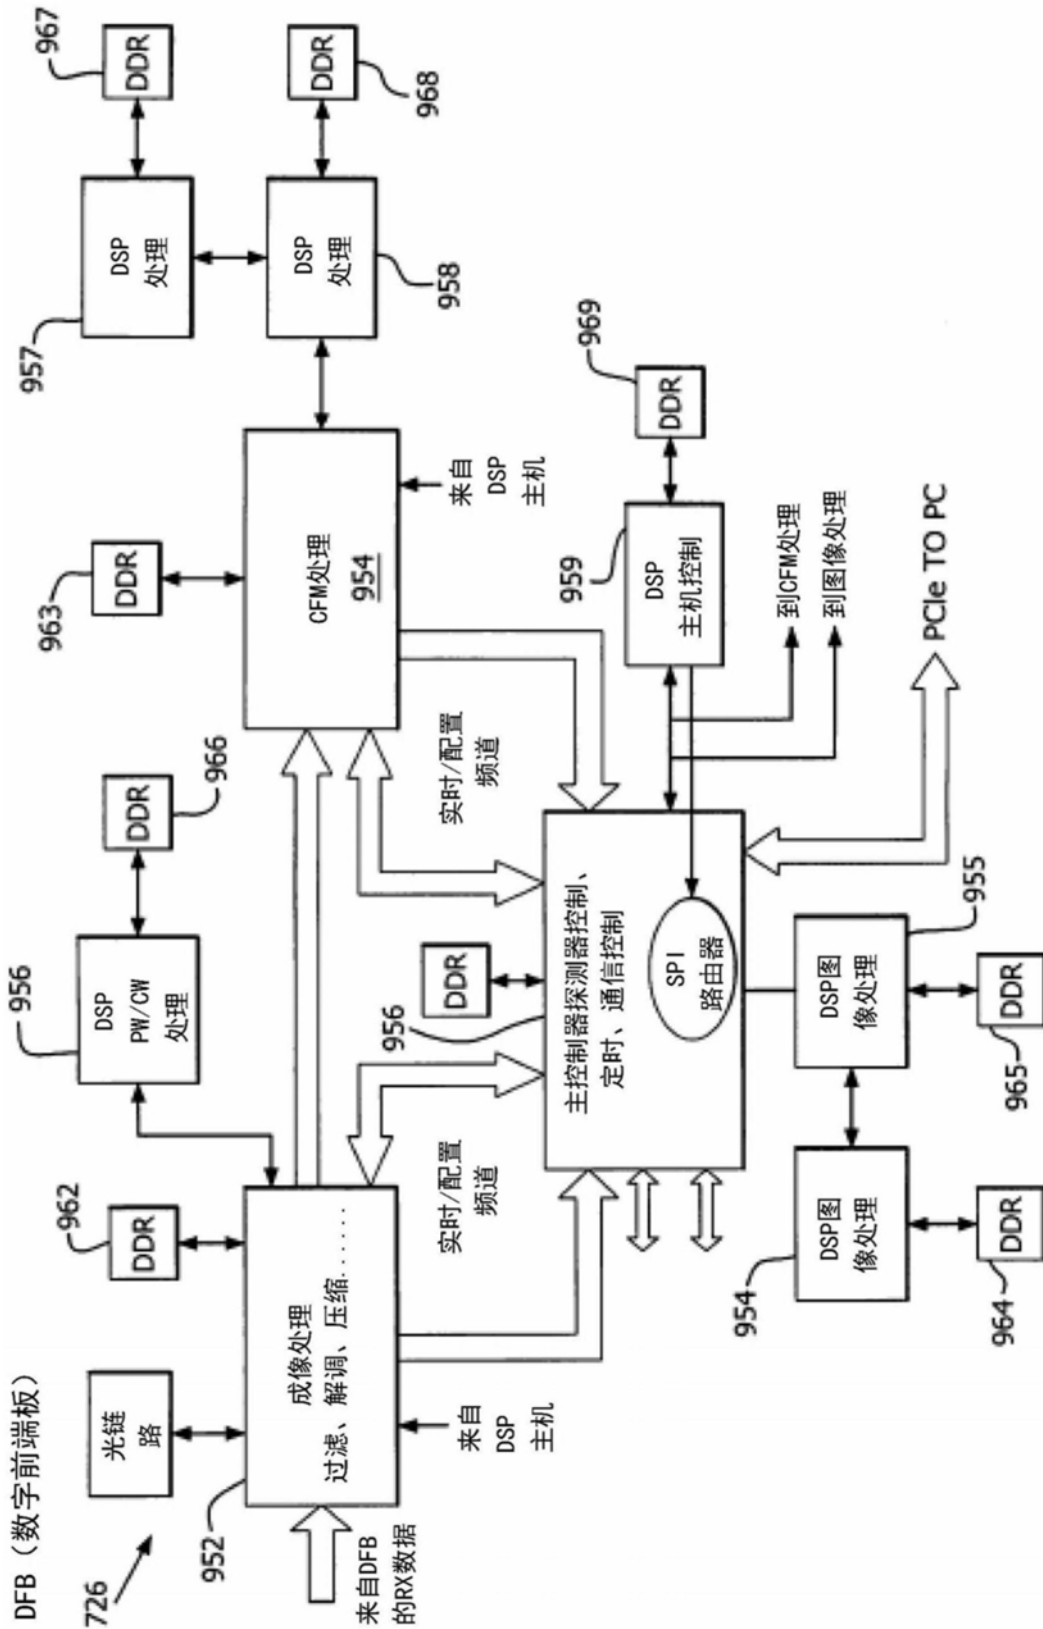 DFB（数字前端板）
726
光链
路
962
DDR
956
DSP
PW/CW
处理
DDR
966
963
DDR
957
DSP
处理
967
DDR
952
成像处理
过滤、解调、压缩......
来自DFB
的RX数据
来自
DSP
主机
实时/配置
频道
实时/配置
频道
CFM处理
954
来自
DSP
主机
DSP
处理
958
DDR
968
956
DDR
主控制器探测器控制、
定时、通信控制
SPI
路由器
959
DSP
主机控制
969
DDR
到CFM处理
到图像处理
PCIe TO PC
954
DSP图
像处理
964
DDR
DSP图
像处理
955
965
DDR